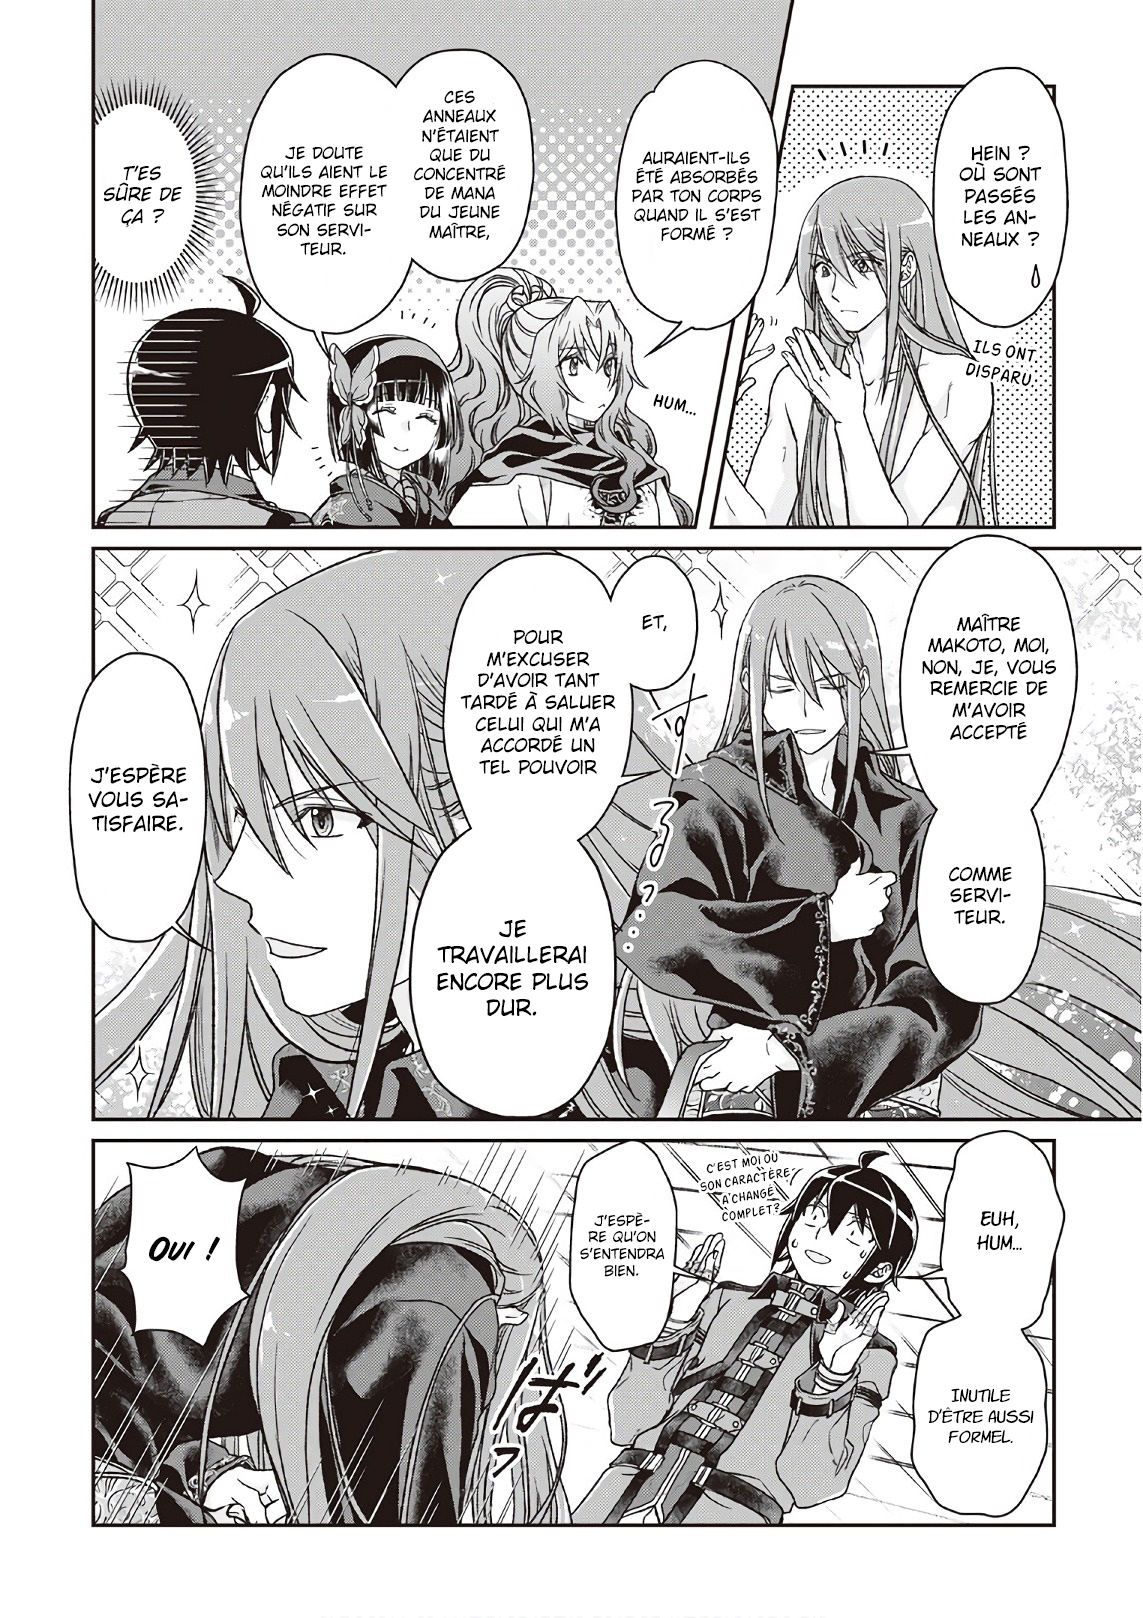 HEIN ?
OÙ SONT
PASSÉS
LES AN-
NEAUX ?
ILS ONT
DISPARU.
AURAIENT-ILS
ÉTÉ ABSORBÉS
PAR TON CORPS
QUAND IL S'EST
FORMÉ ?
HUM...
CES
ANNEAUX
N'ÉTAIENT
QUE DU
CONCENTRÉ
DE MANA
DU JEUNE
MAÎTRE,
JE DOUTE
QU'ILS AIENT LE
MOINDRE EFFET
NÉGATIF SUR
SON SERVI-
TEUR.
T'ES
SÛRE DE
ÇA ?
MAÎTRE
MAKOTO, MOI,
NON, JE, VOUS
REMERCIE DE
M'AVOIR
ACCEPTÉ
COMME
SERVI-
TEUR.
ET,
POUR
M'EXCUSER
D'AVOIR TANT
TARDÉ À SALUER
CELUI QUI M'A
ACCORDÉ UN
TEL POUVOIR
JE
TRAVAILLERAI
ENCORE PLUS
DUR.
J'ESPÈRE
VOUS SA-
TISFAIRE.
EUH,
HUM...
INUTILE
D'ÊTRE AUSSI
FORMEL.
C'EST MOI OU
SON CARACTÈRE
A CHANGÉ
COMPLET?
J'ESPÈ-
RE QU'ON
S'ENTENDRA
BIEN.
ばっ
OUI !